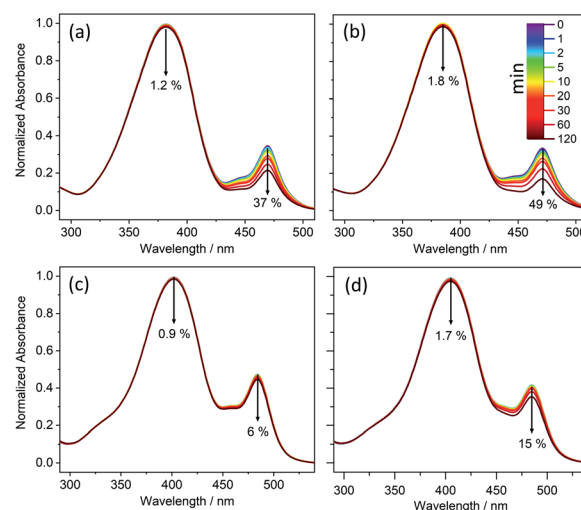 (a)
1.2 %
37 %
Normalized Absorbance
1.0
0.8
0.6
0.4
0.2
0.0
300 350 400 450 500
Wavelength / nm
(b)
1.8 %
49 %
min
0
1
2
5
10
20
30
60
120
300 350 400 450 500
Wavelength / nm
(c)
0.9 %
6 %
Normalized Absorbance
1.0
0.8
0.6
0.4
0.2
0.0
300 350 400 450 500
Wavelength / nm
(d)
1.7 %
15 %
300 350 400 450 500
Wavelength / nm